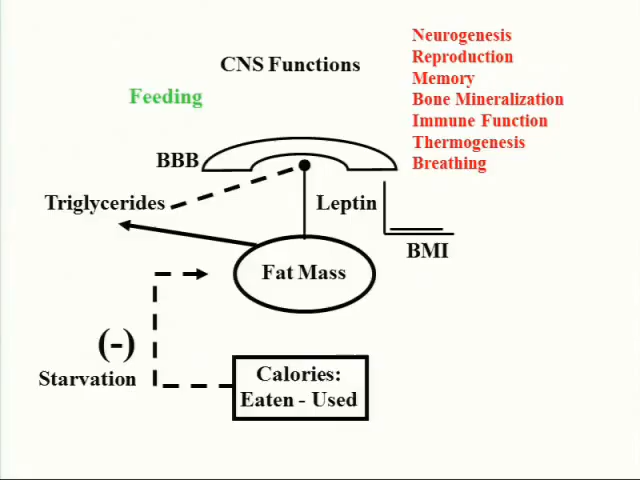 CNS Functions
Feeding
Neurogenesis
Reproduction
Memory
Bone Mineralization
Immune Function
Thermogenesis
Breathing
BBB
Triglycerides
Leptin
BMI
Fat Mass
(-)
Starvation
Calories:
Eaten - Used